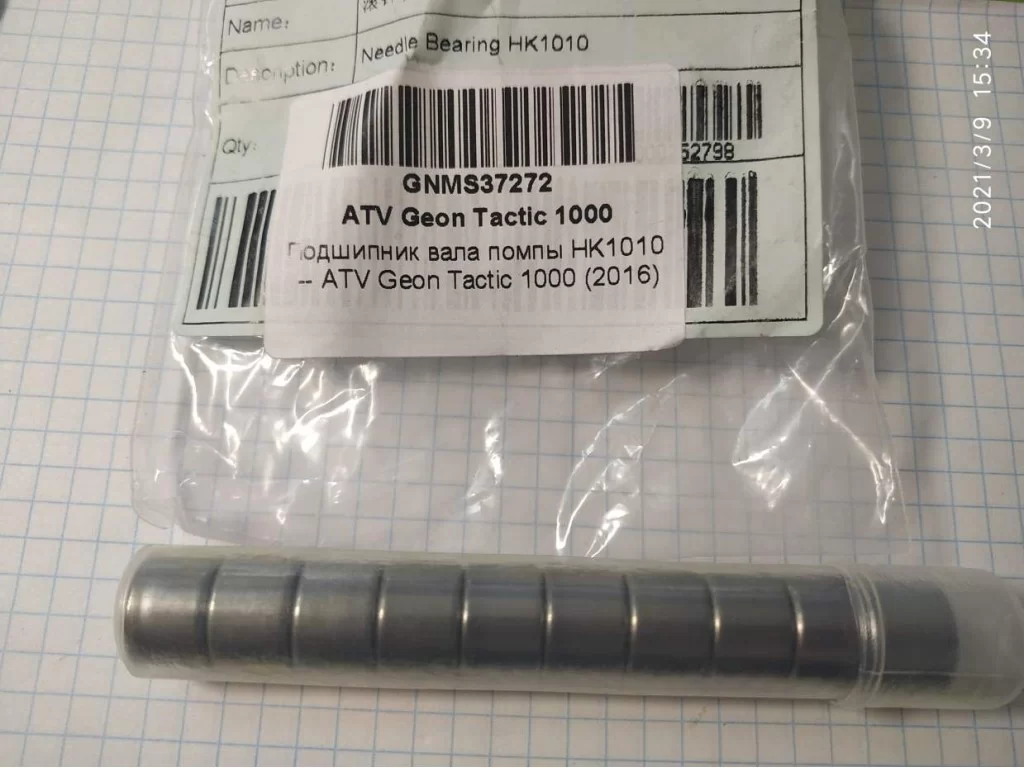 Name:
Description:
Needle Bearing HK1010
Qty:
52798
GNMS37272
ATV Geon Tactic 1000
Подшипник вала помпы HK1010
-- ATV Geon Tactic 1000 (2016)
2021/3/9 15:34